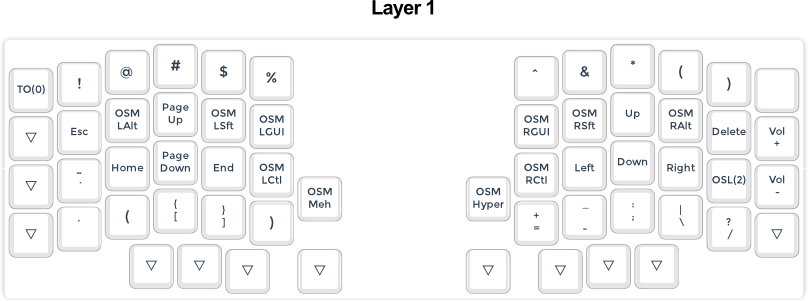 Layer 1
TO(0)
!
@
#
$
%
^
&
*
(
)
▽
Esc
OSM
LAlt
Page
Up
OSM
LSft
OSM
LGUI
OSM
RGUI
OSM
RSft
Up
OSM
RAlt
Delete
Vol
+
▽
~
`
Home
Page
Down
End
OSM
LCtl
OSM
Meh
OSM
Hyper
OSM
RCtl
Left
Down
Right
OSL(2)
Vol
-
▽
(
{
[
}
]
)
+
=
_
-
:
;
|
\
?
/
▽
▽
▽
▽
▽
▽
▽
▽
▽